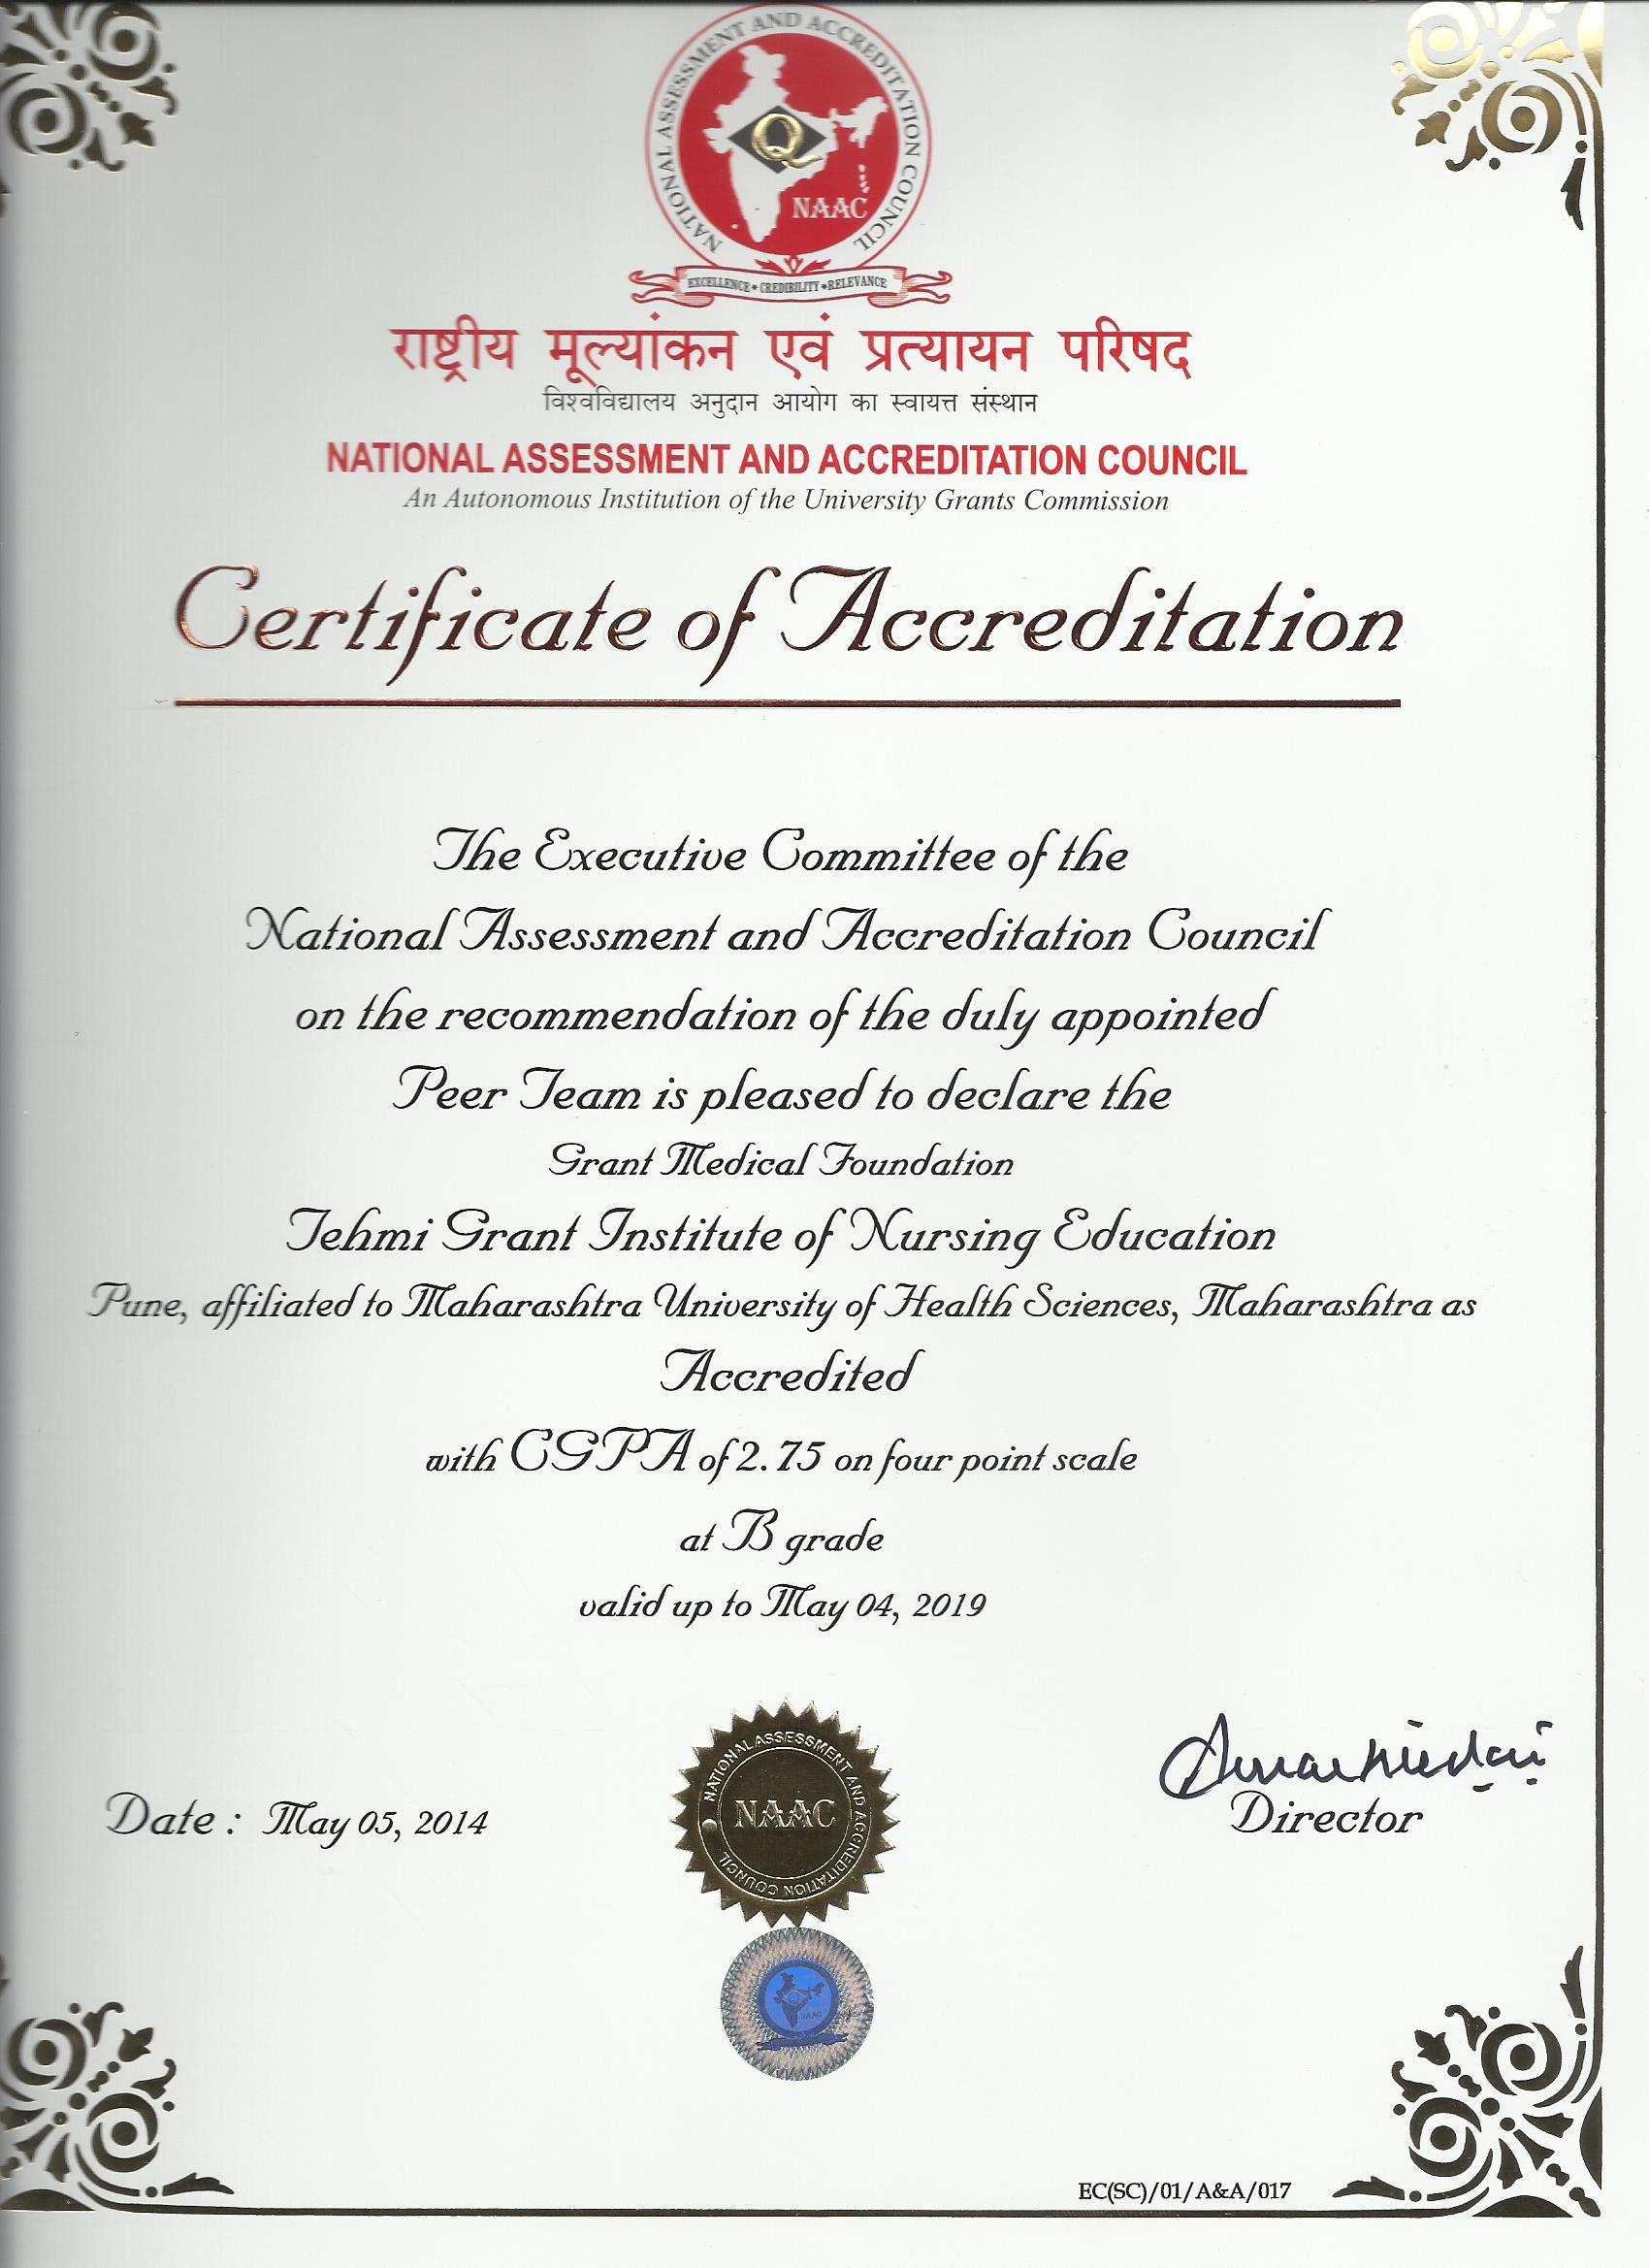 NATIONAL ASSESSMENT AND ACCREDITATION COUNCIL
Q
NAAC
EXCELLENCE • CREDIBILITY • RELEVANCE
राष्ट्रीय मूल्यांकन एवं प्रत्यायन परिषद
विश्वविद्यालय अनुदान आयोग का स्वायत्त संस्थान
NATIONAL ASSESSMENT AND ACCREDITATION COUNCIL
An Autonomous Institution of the University Grants Commission
Certificate of Accreditation
The Executive Committee of the
National Assessment and Accreditation Council
on the recommendation of the duly appointed
Peer Team is pleased to declare the
Grant Medical Foundation
Tehmi Grant Institute of Nursing Education
Pune, affiliated to Maharashtra University of Health Sciences, Maharashtra as
Accredited
with CGPA of 2.75 on four point scale
at B grade
valid up to May 04, 2019
Date : May 05, 2014
NATIONAL ASSESSMENT AND ACCREDITATION COUNCIL
NAAC
Director
NAAC
EC(SC)/01/A&A/017